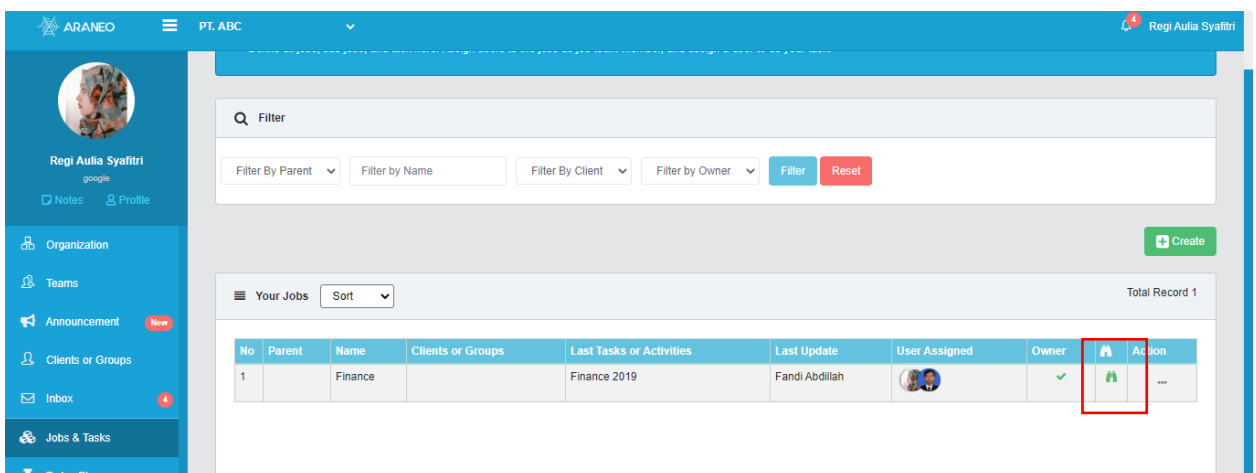 ARANEO
PT. ABC
4
Regi Aulia Syafitri
Regi Aulia Syafitri
google
Notes
Profile
Organization
Teams
Announcement New
Clients or Groups
Inbox 4
Jobs & Tasks
Filter
Filter By Parent
Filter by Name
Filter By Client
Filter by Owner
Filter
Reset
Create
Your Jobs
Sort
Total Record 1
No Parent Name Clients or Groups Last Tasks or Activities Last Update User Assigned Owner Action
1 Finance Finance 2019 Fandi Abdillah ...